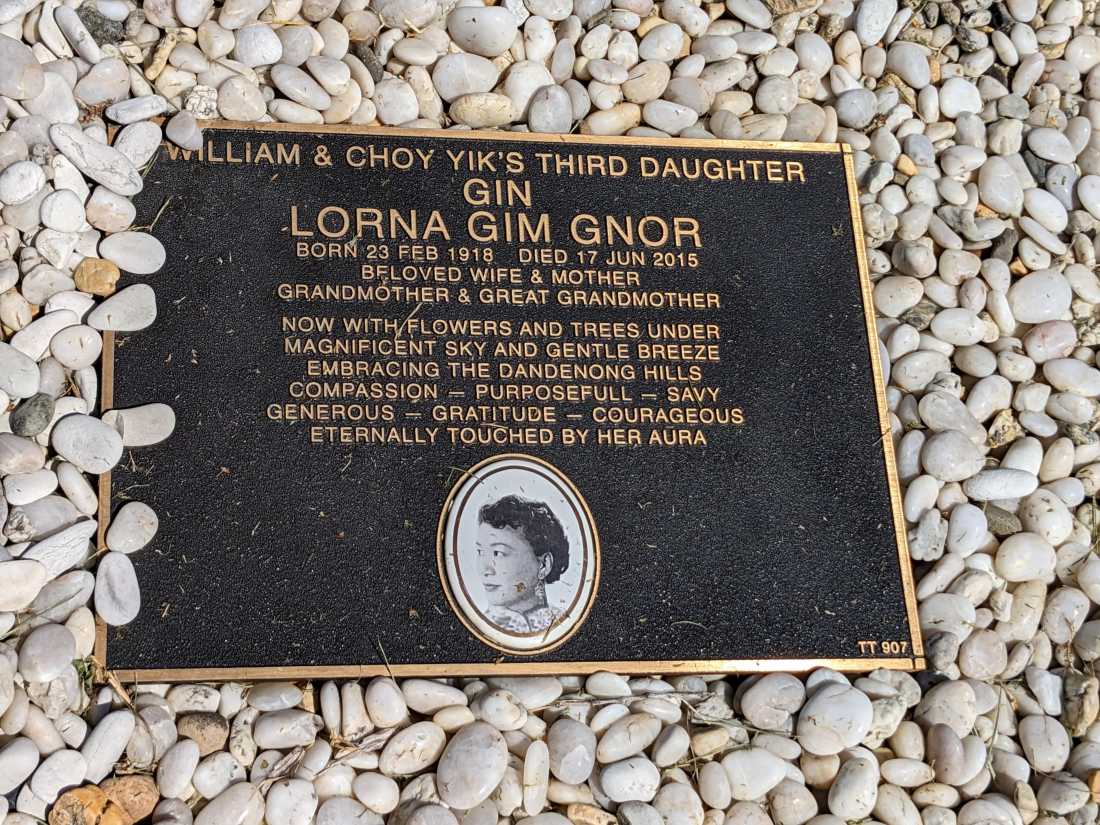 WILLIAM & CHOY YIK'S THIRD DAUGHTER
GIN
LORNA GIM GNOR
BORN 23 FEB 1918 DIED 17 JUN 2015
BELOVED WIFE & MOTHER
GRANDMOTHER & GREAT GRANDMOTHER
NOW WITH FLOWERS AND TREES UNDER
MAGNIFICENT SKY AND GENTLE BREEZE
EMBRACING THE DANDENONG HILLS
COMPASSION — PURPOSEFULL — SAVY
GENEROUS — GRATITUDE — COURAGEOUS
ETERNALLY TOUCHED BY HER AURA
TT 907